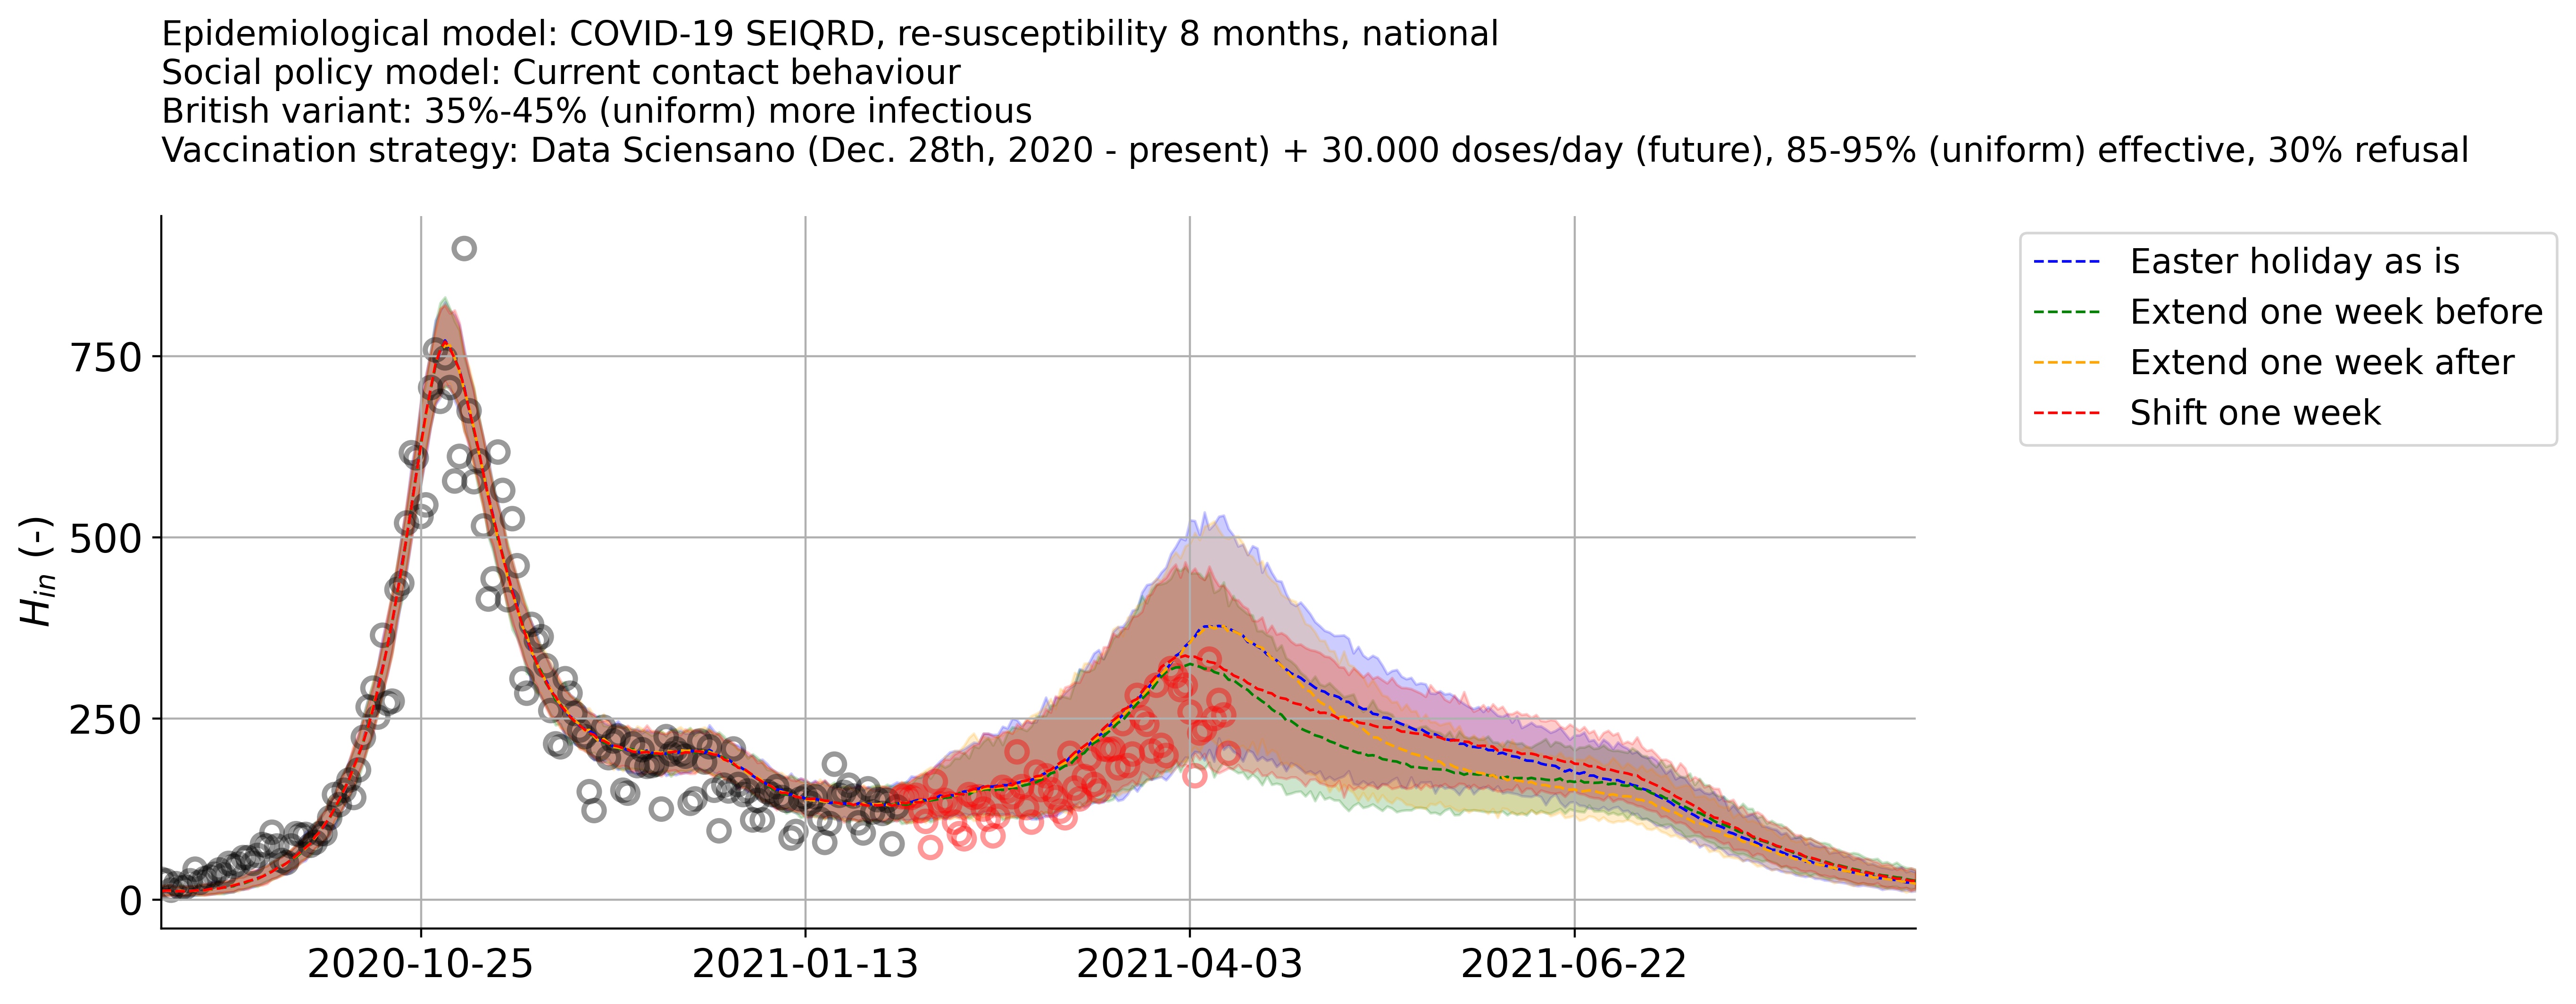 Epidemiological model: COVID-19 SEIQRD, re-susceptibility 8 months, national
Social policy model: Current contact behaviour
British variant: 35%-45% (uniform) more infectious
Vaccination strategy: Data Sciensano (Dec. 28th, 2020 - present) + 30.000 doses/day (future), 85-95% (uniform) effective, 30% refusal
Easter holiday as is
Extend one week before
Extend one week after
Shift one week
H_in (-)
750
500
250
0
2020-10-25
2021-01-13
2021-04-03
2021-06-22